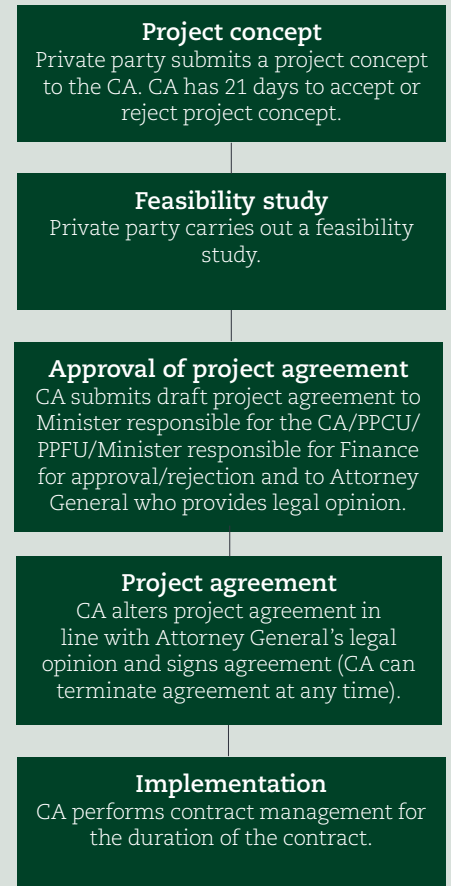 Project concept
Private party submits a project concept
to the CA. CA has 21 days to accept or
reject project concept.
Feasibility study
Private party carries out a feasibility
study.
Approval of project agreement
CA submits draft project agreement to
Minister responsible for the CA/PPCU/
PPFU/Minister responsible for Finance
for approval/rejection and to Attorney
General who provides legal opinion.
Project agreement
CA alters project agreement in
line with Attorney General’s legal
opinion and signs agreement (CA can
terminate agreement at any time).
Implementation
CA performs contract management for
the duration of the contract.